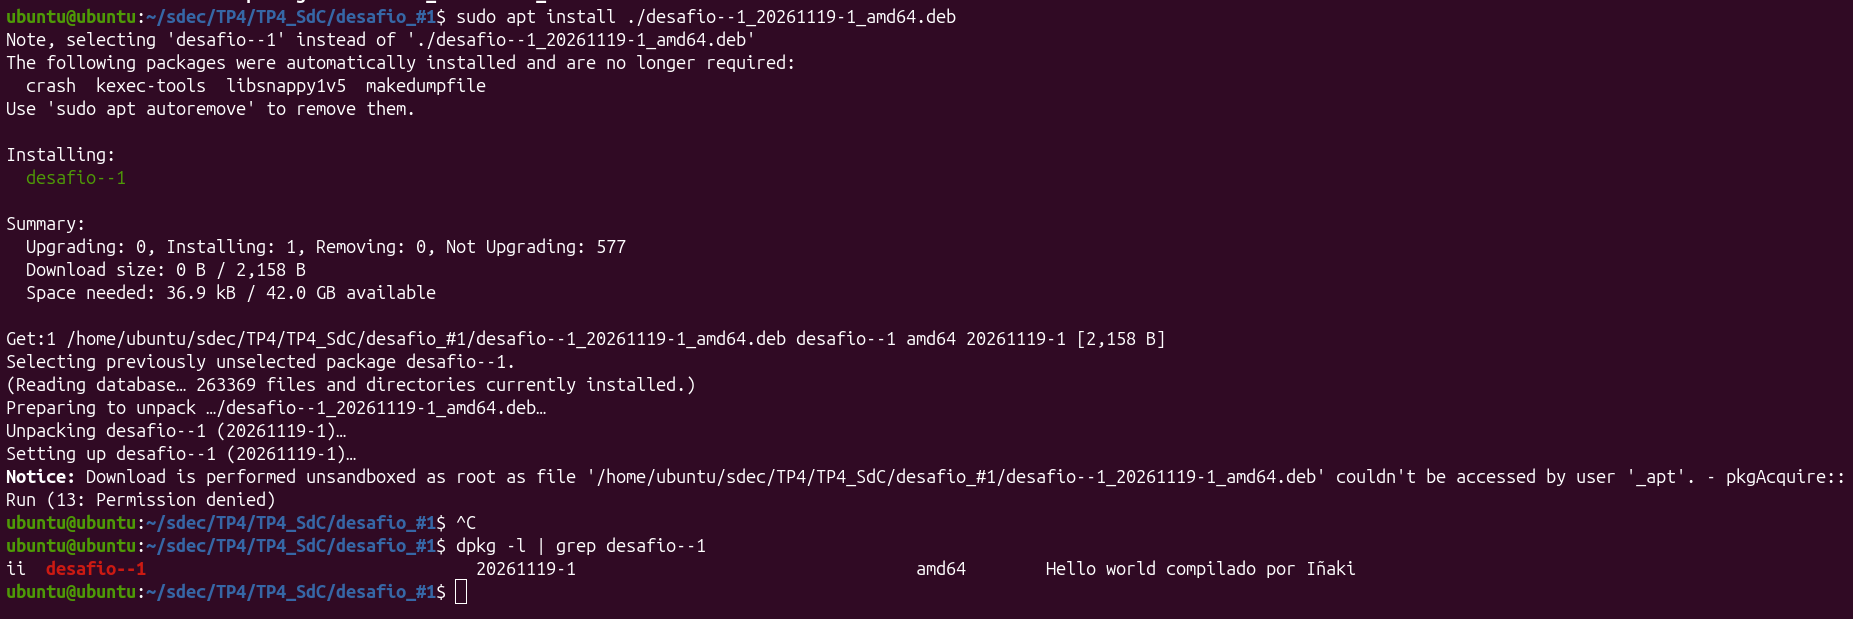 ubuntu@ubuntu:~/sdec/TP4/TP4_SdC/desafio_#1$ sudo apt install ./desafio--1_20261119-1_amd64.deb
Note, selecting 'desafio--1' instead of './desafio--1_20261119-1_amd64.deb'
The following packages were automatically installed and are no longer required:
  crash  kexec-tools  libsnappy1v5  makedumpfile
Use 'sudo apt autoremove' to remove them.

Installing:
  desafio--1

Summary:
  Upgrading: 0, Installing: 1, Removing: 0, Not Upgrading: 577
  Download size: 0 B / 2,158 B
  Space needed: 36.9 kB / 42.0 GB available

Get:1 /home/ubuntu/sdec/TP4/TP4_SdC/desafio_#1/desafio--1_20261119-1_amd64.deb desafio--1 amd64 20261119-1 [2,158 B]
Selecting previously unselected package desafio--1.
(Reading database… 263369 files and directories currently installed.)
Preparing to unpack …/desafio--1_20261119-1_amd64.deb…
Unpacking desafio--1 (20261119-1)…
Setting up desafio--1 (20261119-1)…
Notice: Download is performed unsandboxed as root as file '/home/ubuntu/sdec/TP4/TP4_SdC/desafio_#1/desafio--1_20261119-1_amd64.deb' couldn't be accessed by user '_apt'. - pkgAcquire::
Run (13: Permission denied)
ubuntu@ubuntu:~/sdec/TP4/TP4_SdC/desafio_#1$ ^C
ubuntu@ubuntu:~/sdec/TP4/TP4_SdC/desafio_#1$ dpkg -l | grep desafio--1
ii  desafio--1                                 20261119-1                                  amd64        Hello world compilado por Iñaki
ubuntu@ubuntu:~/sdec/TP4/TP4_SdC/desafio_#1$